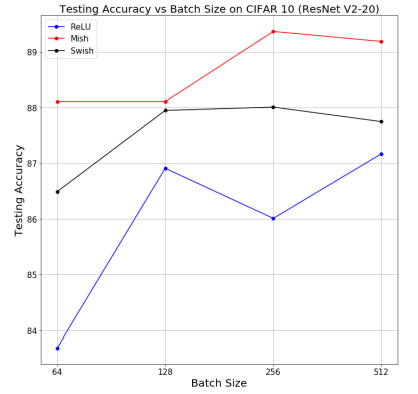 Testing Accuracy vs Batch Size on CIFAR 10 (ResNet V2-20)
ReLU
Mish
Swish
89
88
87
86
85
84
Testing Accuracy
64 128 256 512
Batch Size